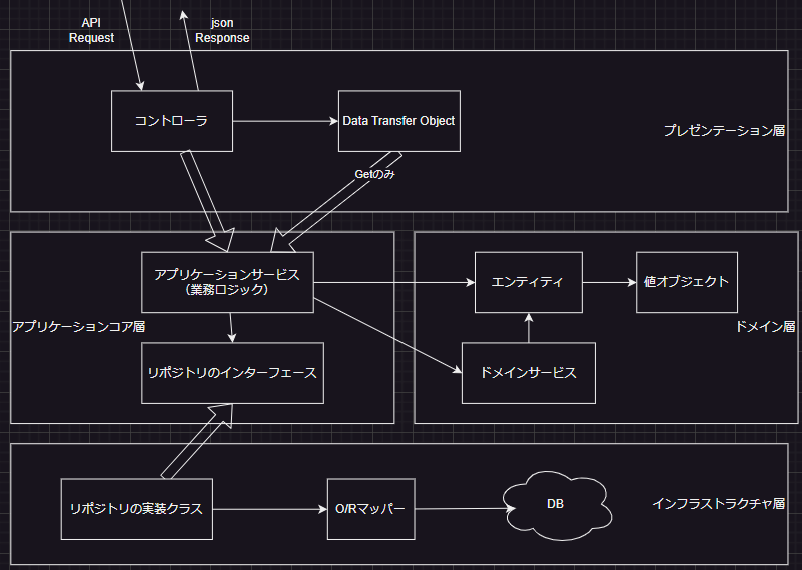 API
Request
json
Response
コントローラ
Data Transfer Object
プレゼンテーション層
Getのみ
アプリケーションサービス
（業務ロジック）
エンティティ
値オブジェクト
アプリケーションコア層
ドメイン層
リポジトリのインターフェース
ドメインサービス
リポジトリの実装クラス
O/Rマッパー
DB
インフラストラクチャ層